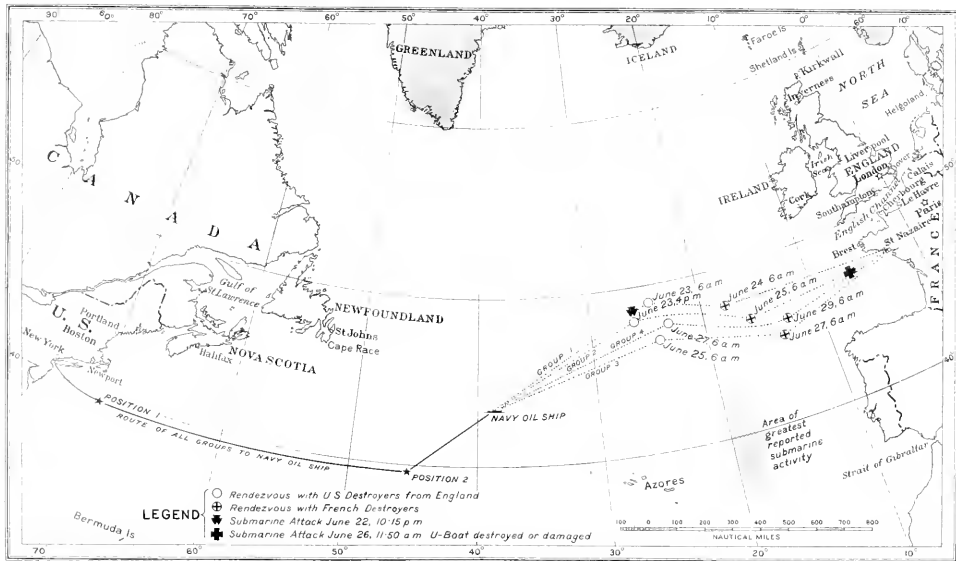 80° 70° 60° 50° 40° 30° 20° 10° 0° 10°
GREENLAND
ICELAND
Faroe Is
Shetland Is
Kirkwall
Inverness
NORTH
SEA
Helgoland
CANADA
IRELAND
Irish Sea
Liverpool
ENGLAND
London
Dover
Calais
Cork
Southampton
Cherbourg
Le Havre
English Channel
Paris
Brest
St Nazaire
FRANCE
50°
Gulf of
St Lawrence
NEWFOUNDLAND
St Johns
Cape Race
U.S.
Portland
Boston
New York
Newport
Halifax
NOVA SCOTIA
40
June 23, 6 am
June 23, 4 pm
June 24, 6 am
June 25, 6 am
June 29, 6 am
June 27, 6 am
June 27, 6 am
June 25, 6 am
GROUP 1
GROUP 2
GROUP 4
GROUP 3
NAVY OIL SHIP
POSITION 1
ROUTE OF ALL GROUPS TO NAVY OIL SHIP
POSITION 2
Area of
greatest
reported
submarine
activity
40
Strait of Gibraltar
Azores
Bermuda Is
LEGEND
Rendezvous with U S Destroyers from England
Rendezvous with French Destroyers
Submarine Attack June 22, 10·15 pm
Submarine Attack June 26, 11·50 am U-Boat destroyed or damaged
100 0 100 200 300 400 500 600 700 800
NAUTICAL MILES
70° 60° 50° 40° 30° 20° 10°